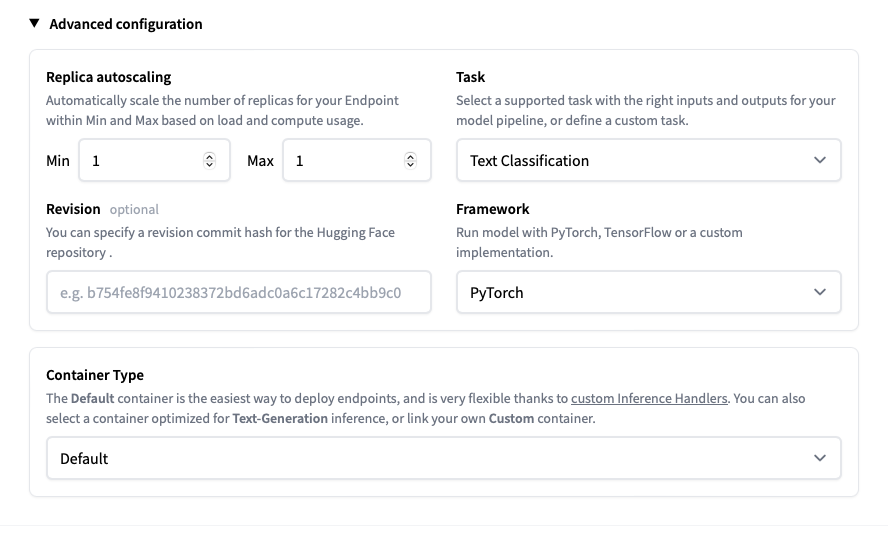 Advanced configuration
Replica autoscaling
Automatically scale the number of replicas for your Endpoint
within Min and Max based on load and compute usage.
Min 1 Max 1
Task
Select a supported task with the right inputs and outputs for your
model pipeline, or define a custom task.
Text Classification
Revision optional
You can specify a revision commit hash for the Hugging Face
repository .
e.g. b754fe8f9410238372bd6adc0a6c17282c4bb9c0
Framework
Run model with PyTorch, TensorFlow or a custom
implementation.
PyTorch
Container Type
The Default container is the easiest way to deploy endpoints, and is very flexible thanks to custom Inference Handlers. You can also
select a container optimized for Text-Generation inference, or link your own Custom container.
Default